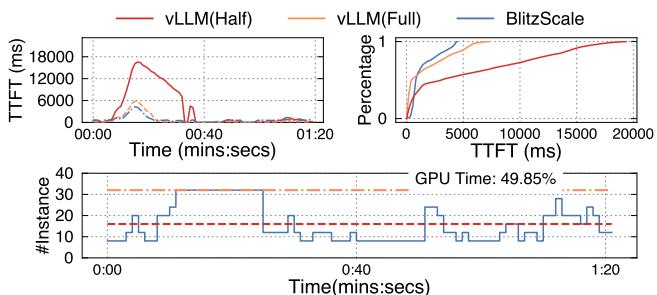 vLLM(Half) vLLM(Full) BlitzScale
TTFT (ms)
18000
12000
6000
0
00:00 00:40 01:20
Time (mins:secs)
Percentage
1
0
0 5000 10000 15000 20000
TTFT (ms)
#Instance
40
30
20
10
0
GPU Time: 49.85%
0:00 0:40 1:20
Time(mins:secs)